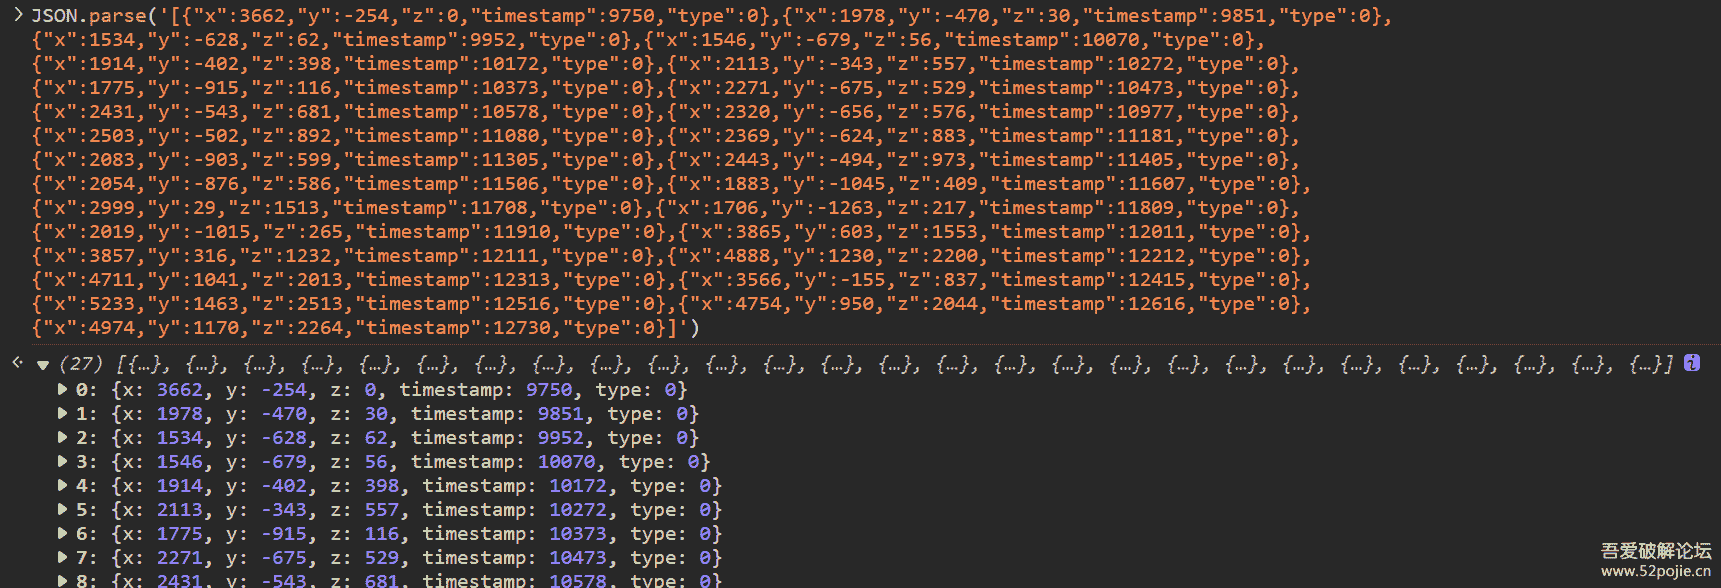 > JSON.parse('[{"x":3662,"y":-254,"z":0,"timestamp":9750,"type":0},{"x":1978,"y":-470,"z":30,"timestamp":9851,"type":0},
{"x":1534,"y":-628,"z":62,"timestamp":9952,"type":0},{"x":1546,"y":-679,"z":56,"timestamp":10070,"type":0},
{"x":1914,"y":-402,"z":398,"timestamp":10172,"type":0},{"x":2113,"y":-343,"z":557,"timestamp":10272,"type":0},
{"x":1775,"y":-915,"z":116,"timestamp":10373,"type":0},{"x":2271,"y":-675,"z":529,"timestamp":10473,"type":0},
{"x":2431,"y":-543,"z":681,"timestamp":10578,"type":0},{"x":2320,"y":-656,"z":576,"timestamp":10977,"type":0},
{"x":2503,"y":-502,"z":892,"timestamp":11080,"type":0},{"x":2369,"y":-624,"z":883,"timestamp":11181,"type":0},
{"x":2083,"y":-903,"z":599,"timestamp":11305,"type":0},{"x":2443,"y":-494,"z":973,"timestamp":11405,"type":0},
{"x":2054,"y":-876,"z":586,"timestamp":11506,"type":0},{"x":1883,"y":-1045,"z":409,"timestamp":11607,"type":0},
{"x":2999,"y":29,"z":1513,"timestamp":11708,"type":0},{"x":1706,"y":-1263,"z":217,"timestamp":11809,"type":0},
{"x":2019,"y":-1015,"z":265,"timestamp":11910,"type":0},{"x":3865,"y":603,"z":1553,"timestamp":12011,"type":0},
{"x":3857,"y":316,"z":1232,"timestamp":12111,"type":0},{"x":4888,"y":1230,"z":2200,"timestamp":12212,"type":0},
{"x":4711,"y":1041,"z":2013,"timestamp":12313,"type":0},{"x":3566,"y":-155,"z":837,"timestamp":12415,"type":0},
{"x":5233,"y":1463,"z":2513,"timestamp":12516,"type":0},{"x":4754,"y":950,"z":2044,"timestamp":12616,"type":0},
{"x":4974,"y":1170,"z":2264,"timestamp":12730,"type":0}]')
(27) [{…}, {…}, {…}, {…}, {…}, {…}, {…}, {…}, {…}, {…}, {…}, {…}, {…}, {…}, {…}, {…}, {…}, {…}, {…}, {…}, {…}, {…}, {…}, {…}, {…}, {…}, {…}]
0: {x: 3662, y: -254, z: 0, timestamp: 9750, type: 0}
1: {x: 1978, y: -470, z: 30, timestamp: 9851, type: 0}
2: {x: 1534, y: -628, z: 62, timestamp: 9952, type: 0}
3: {x: 1546, y: -679, z: 56, timestamp: 10070, type: 0}
4: {x: 1914, y: -402, z: 398, timestamp: 10172, type: 0}
5: {x: 2113, y: -343, z: 557, timestamp: 10272, type: 0}
6: {x: 1775, y: -915, z: 116, timestamp: 10373, type: 0}
7: {x: 2271, y: -675, z: 529, timestamp: 10473, type: 0}
8: {x: 2431, y: -543, z: 681, timestamp: 10578, type: 0}
吾爱破解论坛
www.52pojie.cn